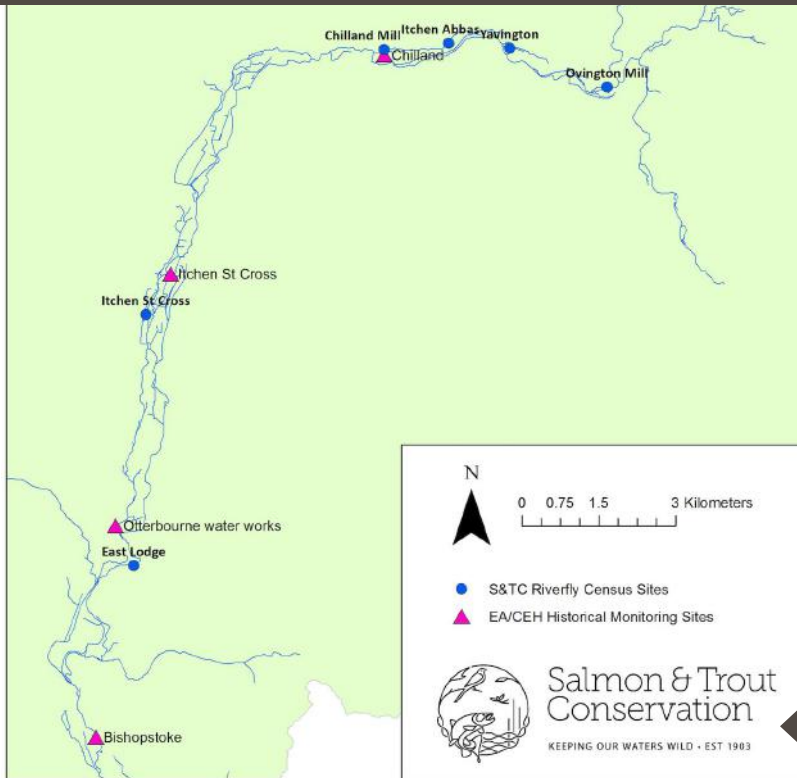 Chilland Mill
Itchen Abbas
Yavington
Chilland
Ovington Mill
Itchen St Cross
Itchen St Cross
Otterbourne water works
East Lodge
Bishopstoke
N
0 0.75 1.5 3 Kilometers
S&TC Riverfly Census Sites
EA/CEH Historical Monitoring Sites
Salmon & Trout
Conservation
KEEPING OUR WATERS WILD • EST 1903